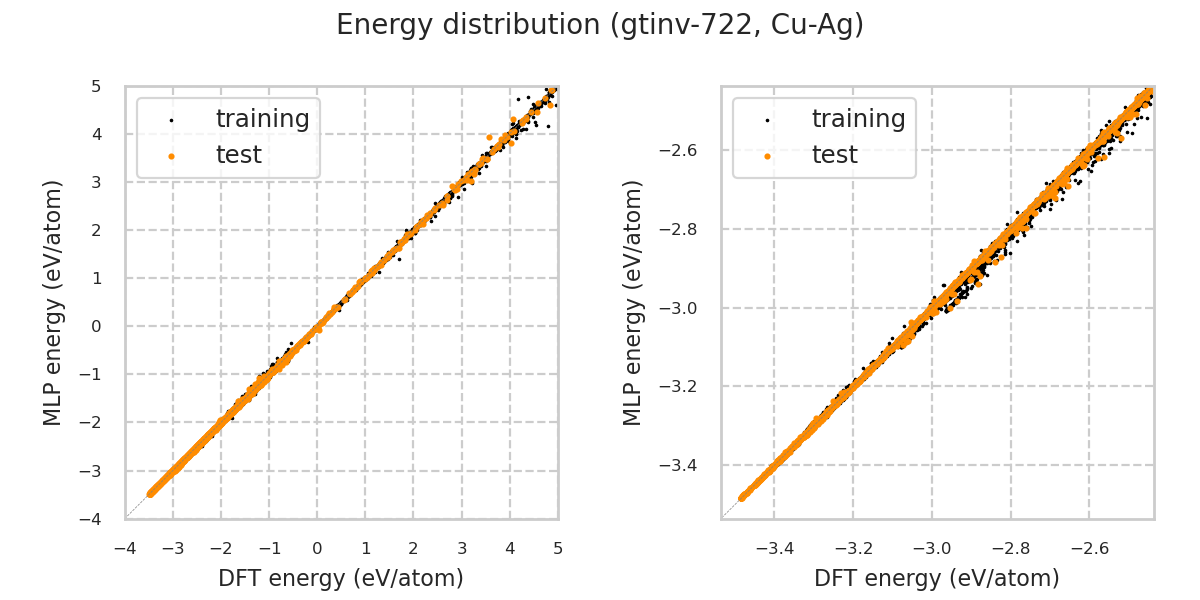 Energy distribution (gtinv-722, Cu-Ag)
training
test
5
4
3
2
1
0
−1
−2
−3
−4
MLP energy (eV/atom)
−4 −3 −2 −1 0 1 2 3 4 5
DFT energy (eV/atom)
training
test
−2.6
−2.8
−3.0
−3.2
−3.4
MLP energy (eV/atom)
−3.4 −3.2 −3.0 −2.8 −2.6
DFT energy (eV/atom)